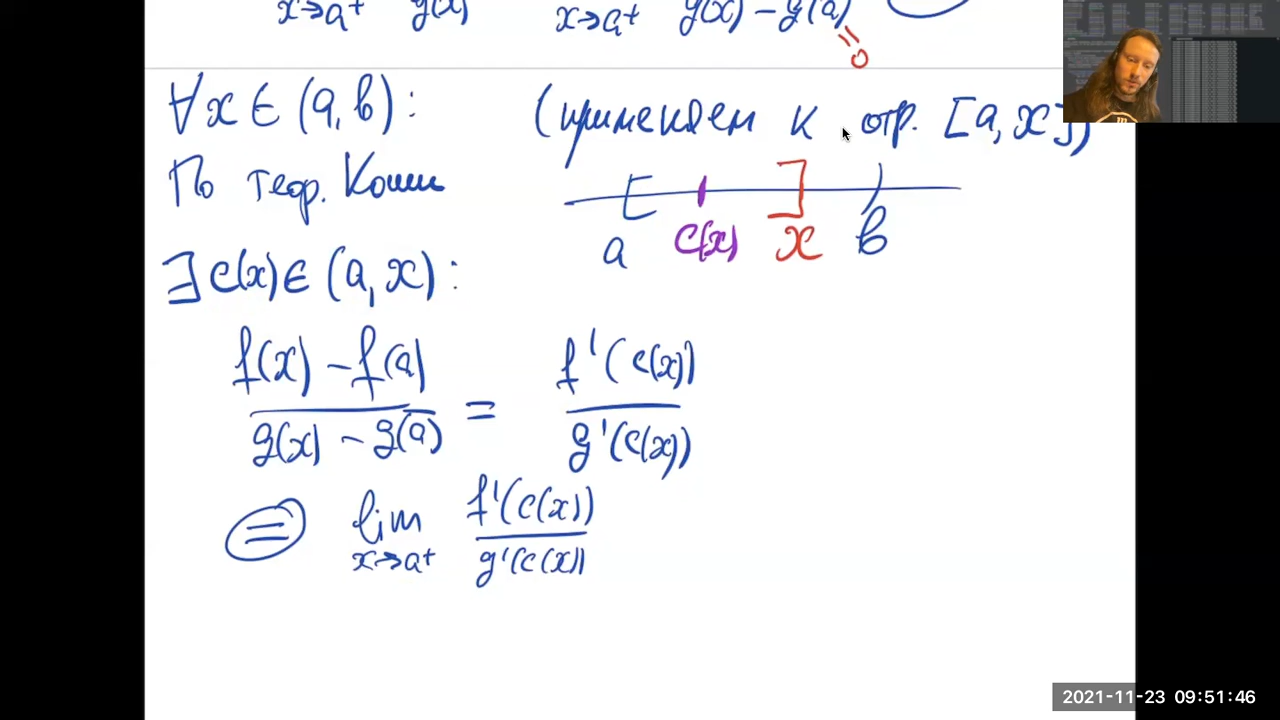 x→a+ g(x) x→a+ g(x) – g(a)
= 0
∀x ∈ (a, b): (применяем к отр. [a, x])
По теор. Коши
a c(x) x b
∃ c(x) ∈ (a, x):
f(x) – f(a) f'(c(x))
=
g(x) – g(a) g'(c(x))
f'(c(x))
= lim
x→a+ g'(c(x))
2021-11-23 09:51:46